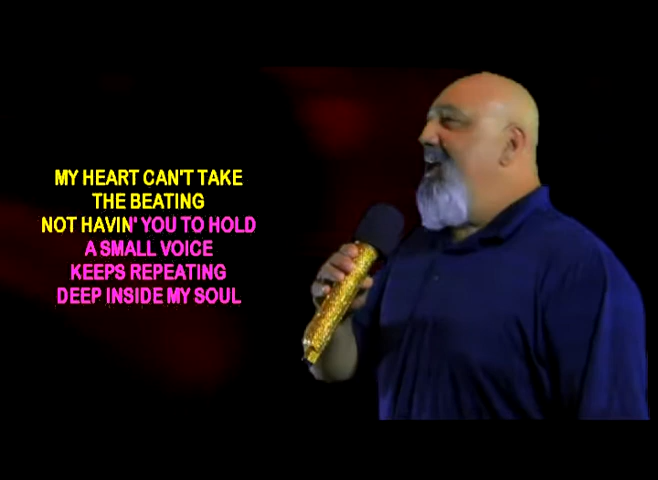 MY HEART CAN'T TAKE
THE BEATING
NOT HAVIN' YOU TO HOLD
A SMALL VOICE
KEEPS REPEATING
DEEP INSIDE MY SOUL